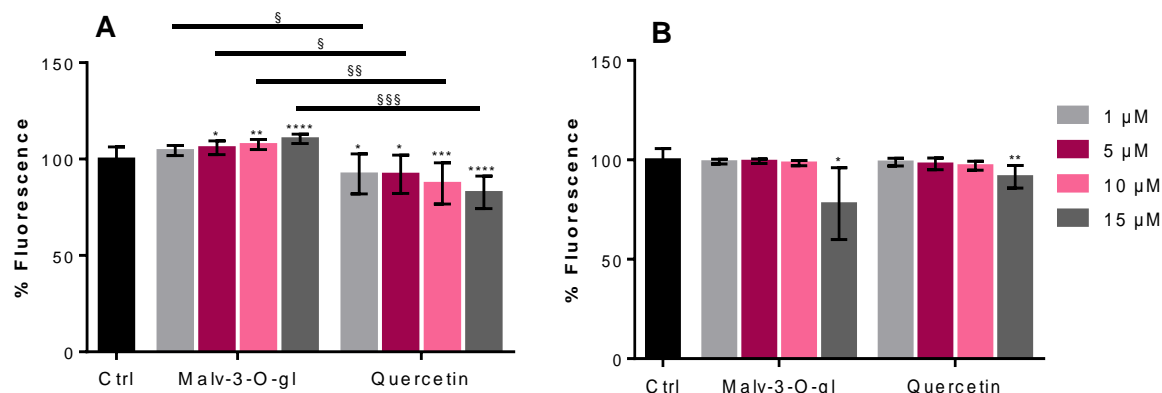 A
§
§
§§
§§§
% Fluorescence
150
100
50
0
* ** **** * * *** ****
Ctrl Malv-3-O-gl Quercetin
B
% Fluorescence
150
100
50
0
* **
Ctrl Malv-3-O-gl Quercetin
1 µM
5 µM
10 µM
15 µM